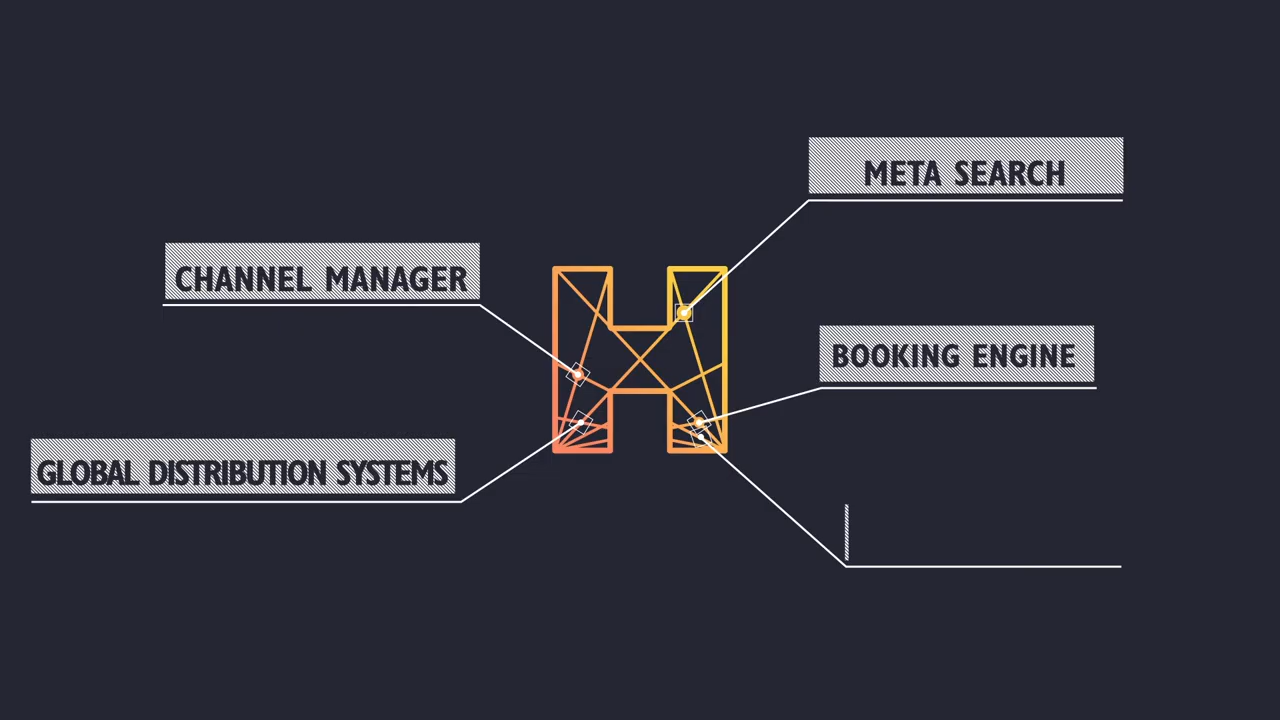 META SEARCH
CHANNEL MANAGER
BOOKING ENGINE
GLOBAL DISTRIBUTION SYSTEMS